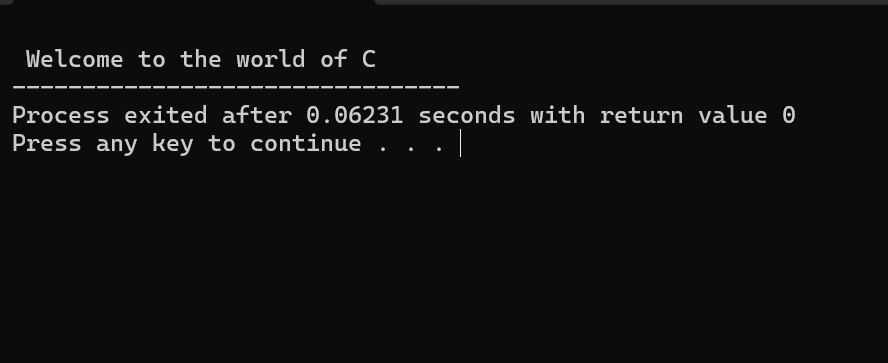 Welcome to the world of C
--------------------------------
Process exited after 0.06231 seconds with return value 0
Press any key to continue . . .